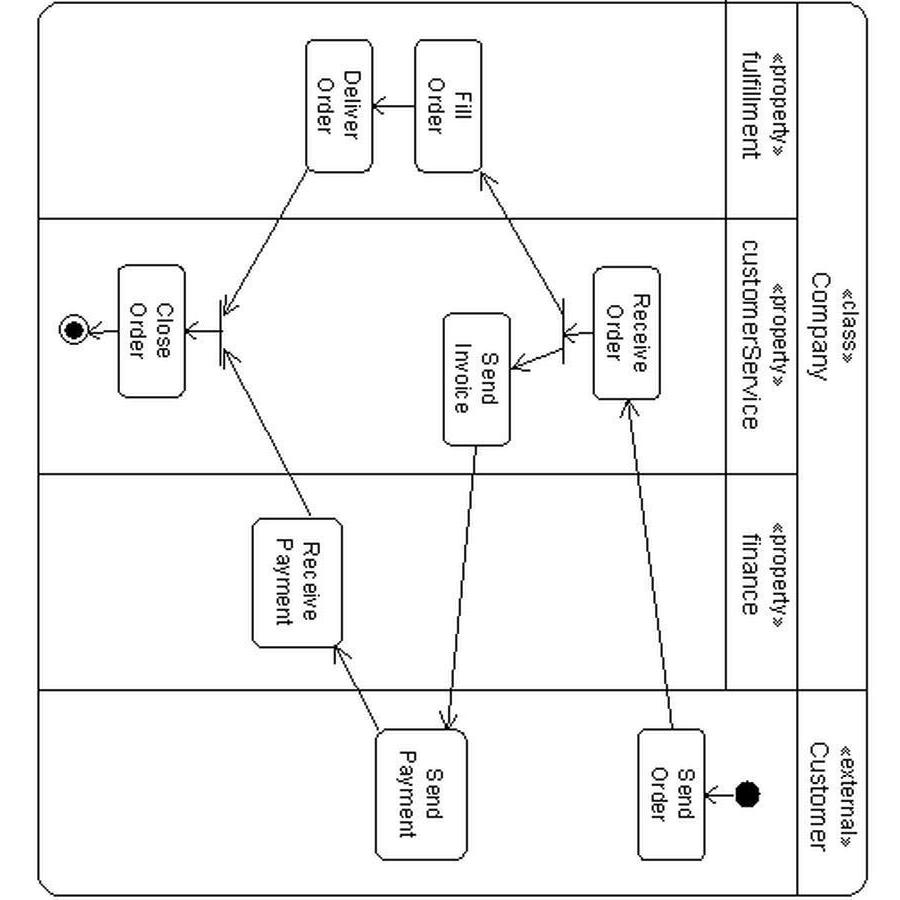 «class»
Company
«external»
Customer
«property»
fulfillment
«property»
customerService
«property»
finance
Send
Order
Receive
Order
Fill
Order
Send
Invoice
Deliver
Order
Send
Payment
Receive
Payment
Close
Order